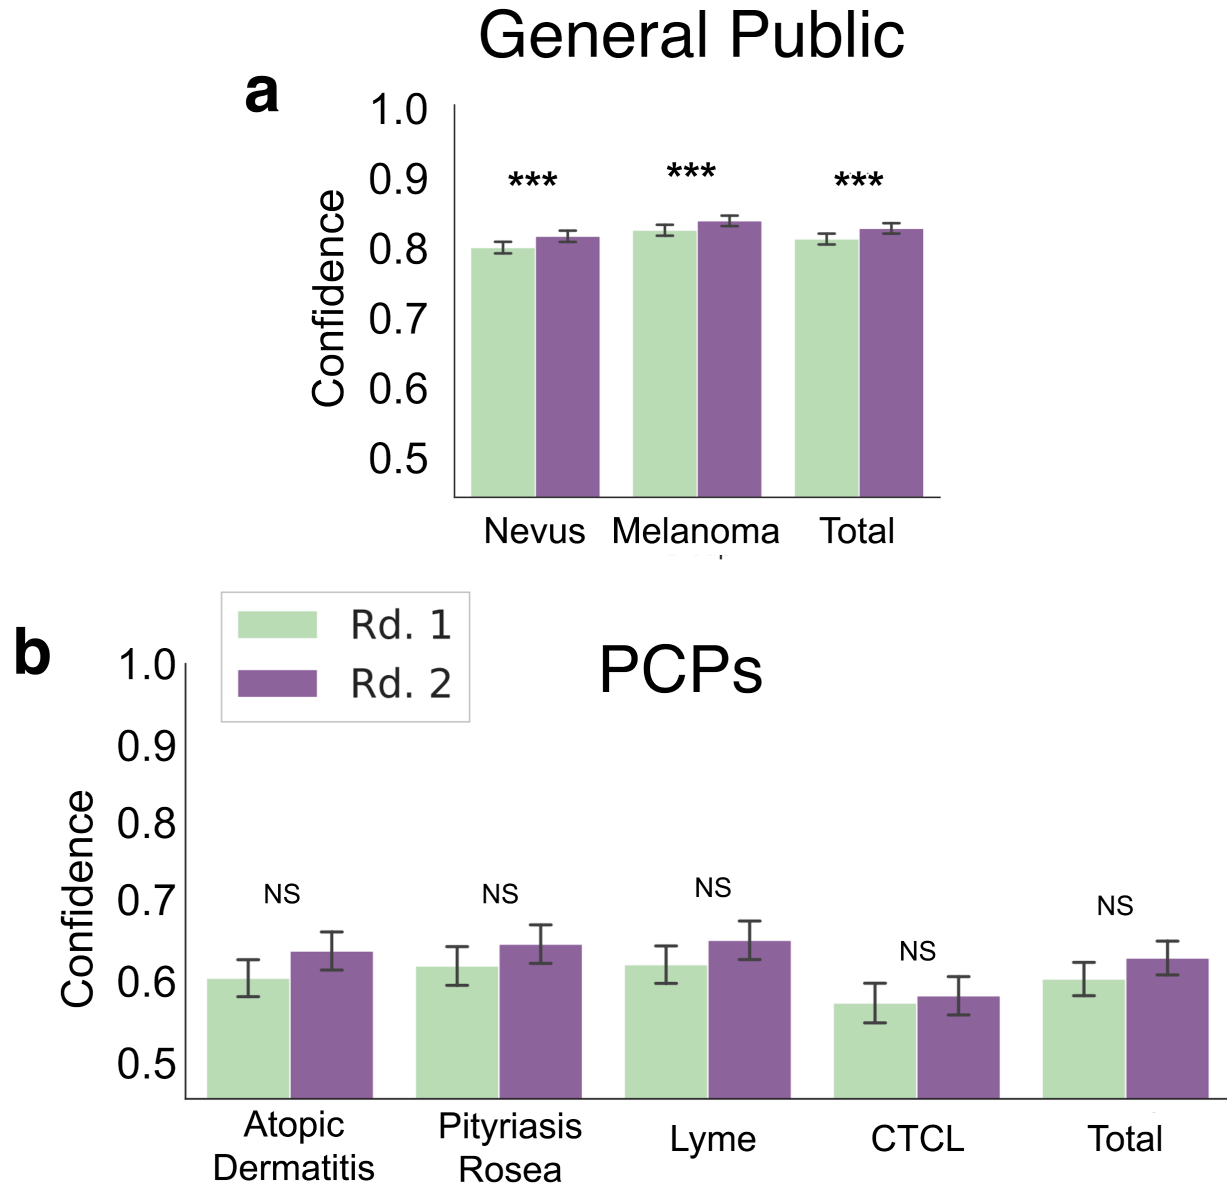 General Public
a
1.0
0.9
0.8
0.7
0.6
0.5
Confidence
***
***
***
Nevus Melanoma Total
b
Rd. 1
Rd. 2
PCPs
1.0
0.9
0.8
0.7
0.6
0.5
Confidence
NS
NS
NS
NS
NS
Atopic
Dermatitis
Pityriasis
Rosea
Lyme
CTCL
Total